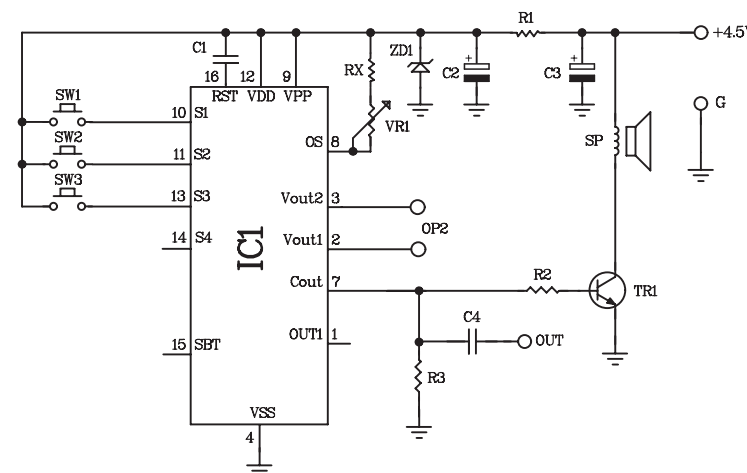 R1
+4.5V
C1
ZD1
RX
C2
C3
16 12 9
RST VDD VPP
SW1
10 S1
VR1
G
SW2
OS 8
SP
11 S2
SW3
13 S3
Vout2 3
OP2
14 S4
IC1
Vout1 2
Cout 7
R2
TR1
C4
OUT1 1
OUT
15 SBT
R3
VSS
4